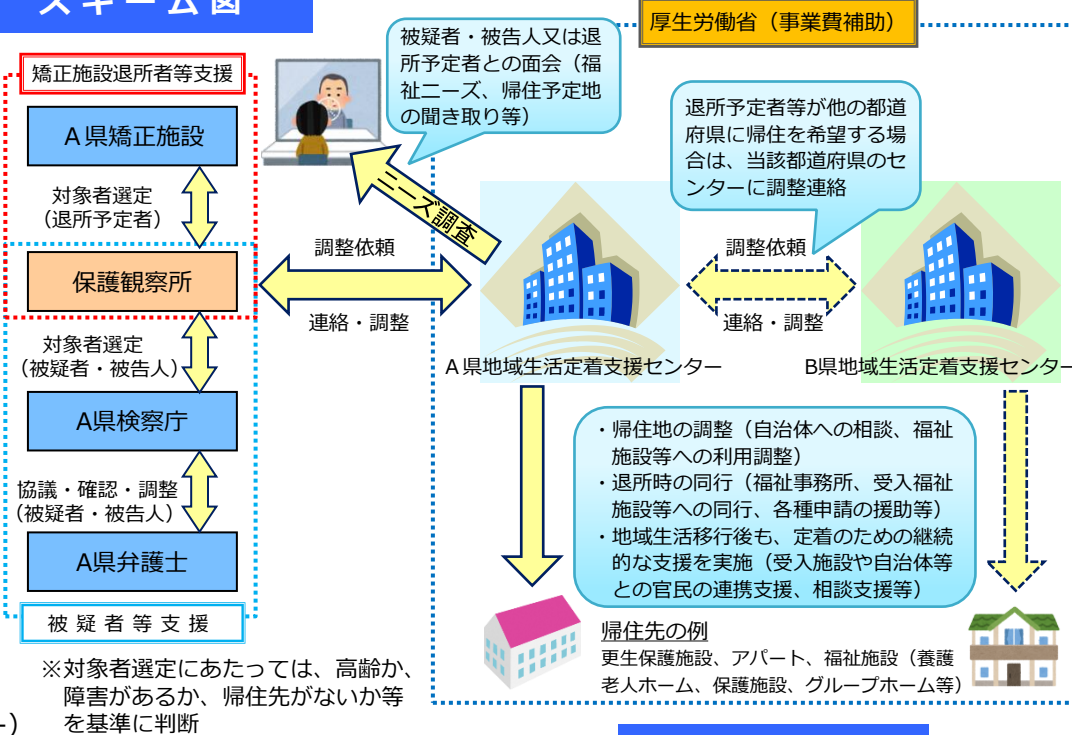 スキーム図
厚生労働省（事業費補助）
被疑者・被告人又は退
所予定者との面会（福
祉ニーズ、帰住予定地
の聞き取り等）
矯正施設退所者等支援
Ａ県矯正施設
対象者選定
（退所予定者）
保護観察所
対象者選定
（被疑者・被告人）
A県検察庁
協議・確認・調整
（被疑者・被告人）
A県弁護士
被疑者等支援
※対象者選定にあたっては、高齢か、
障害があるか、帰住先がないか等
を基準に判断
ー）
ニーズ調査
調整依頼
連絡・調整
退所予定者等が他の都道
府県に帰住を希望する場
合は、当該都道府県のセ
ンターに調整連絡
調整依頼
連絡・調整
Ａ県地域生活定着支援センター
B県地域生活定着支援センター
・帰住地の調整（自治体への相談、福祉
施設等への利用調整）
・退所時の同行（福祉事務所、受入福祉
施設等への同行、各種申請の援助等）
・地域生活移行後も、定着のための継続
的な支援を実施（受入施設や自治体等
との官民の連携支援、相談支援等）
帰住先の例
更生保護施設、アパート、福祉施設（養護
老人ホーム、保護施設、グループホーム等）